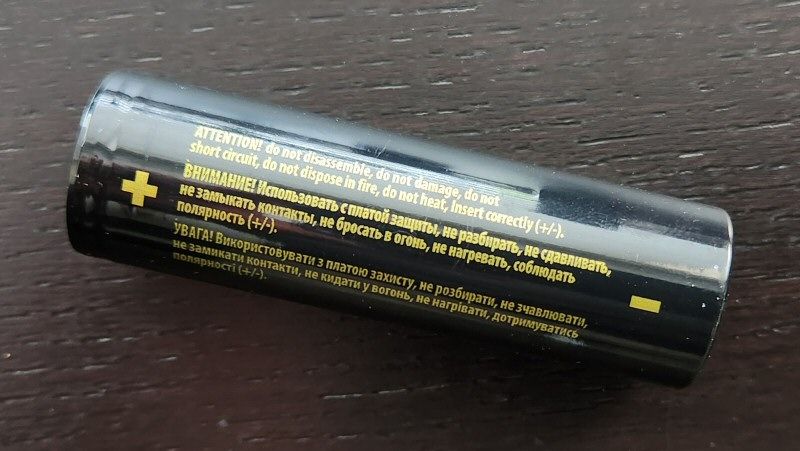 ATTENTION! do not disassemble, do not damage, do not
short circuit, do not dispose in fire, do not heat, Insert correctly (+/-).
ВНИМАНИЕ! Использовать с платой защиты, не разбирать, не сдавливать,
не замыкать контакты, не бросать в огонь, не нагревать, соблюдать
полярность (+/-).
УВАГА! Використовувати з платою захисту, не розбирати, не зчавлювати,
не замикати контакти, не кидати у вогонь, не нагрівати, дотримуватись
полярності (+/-).
+
-